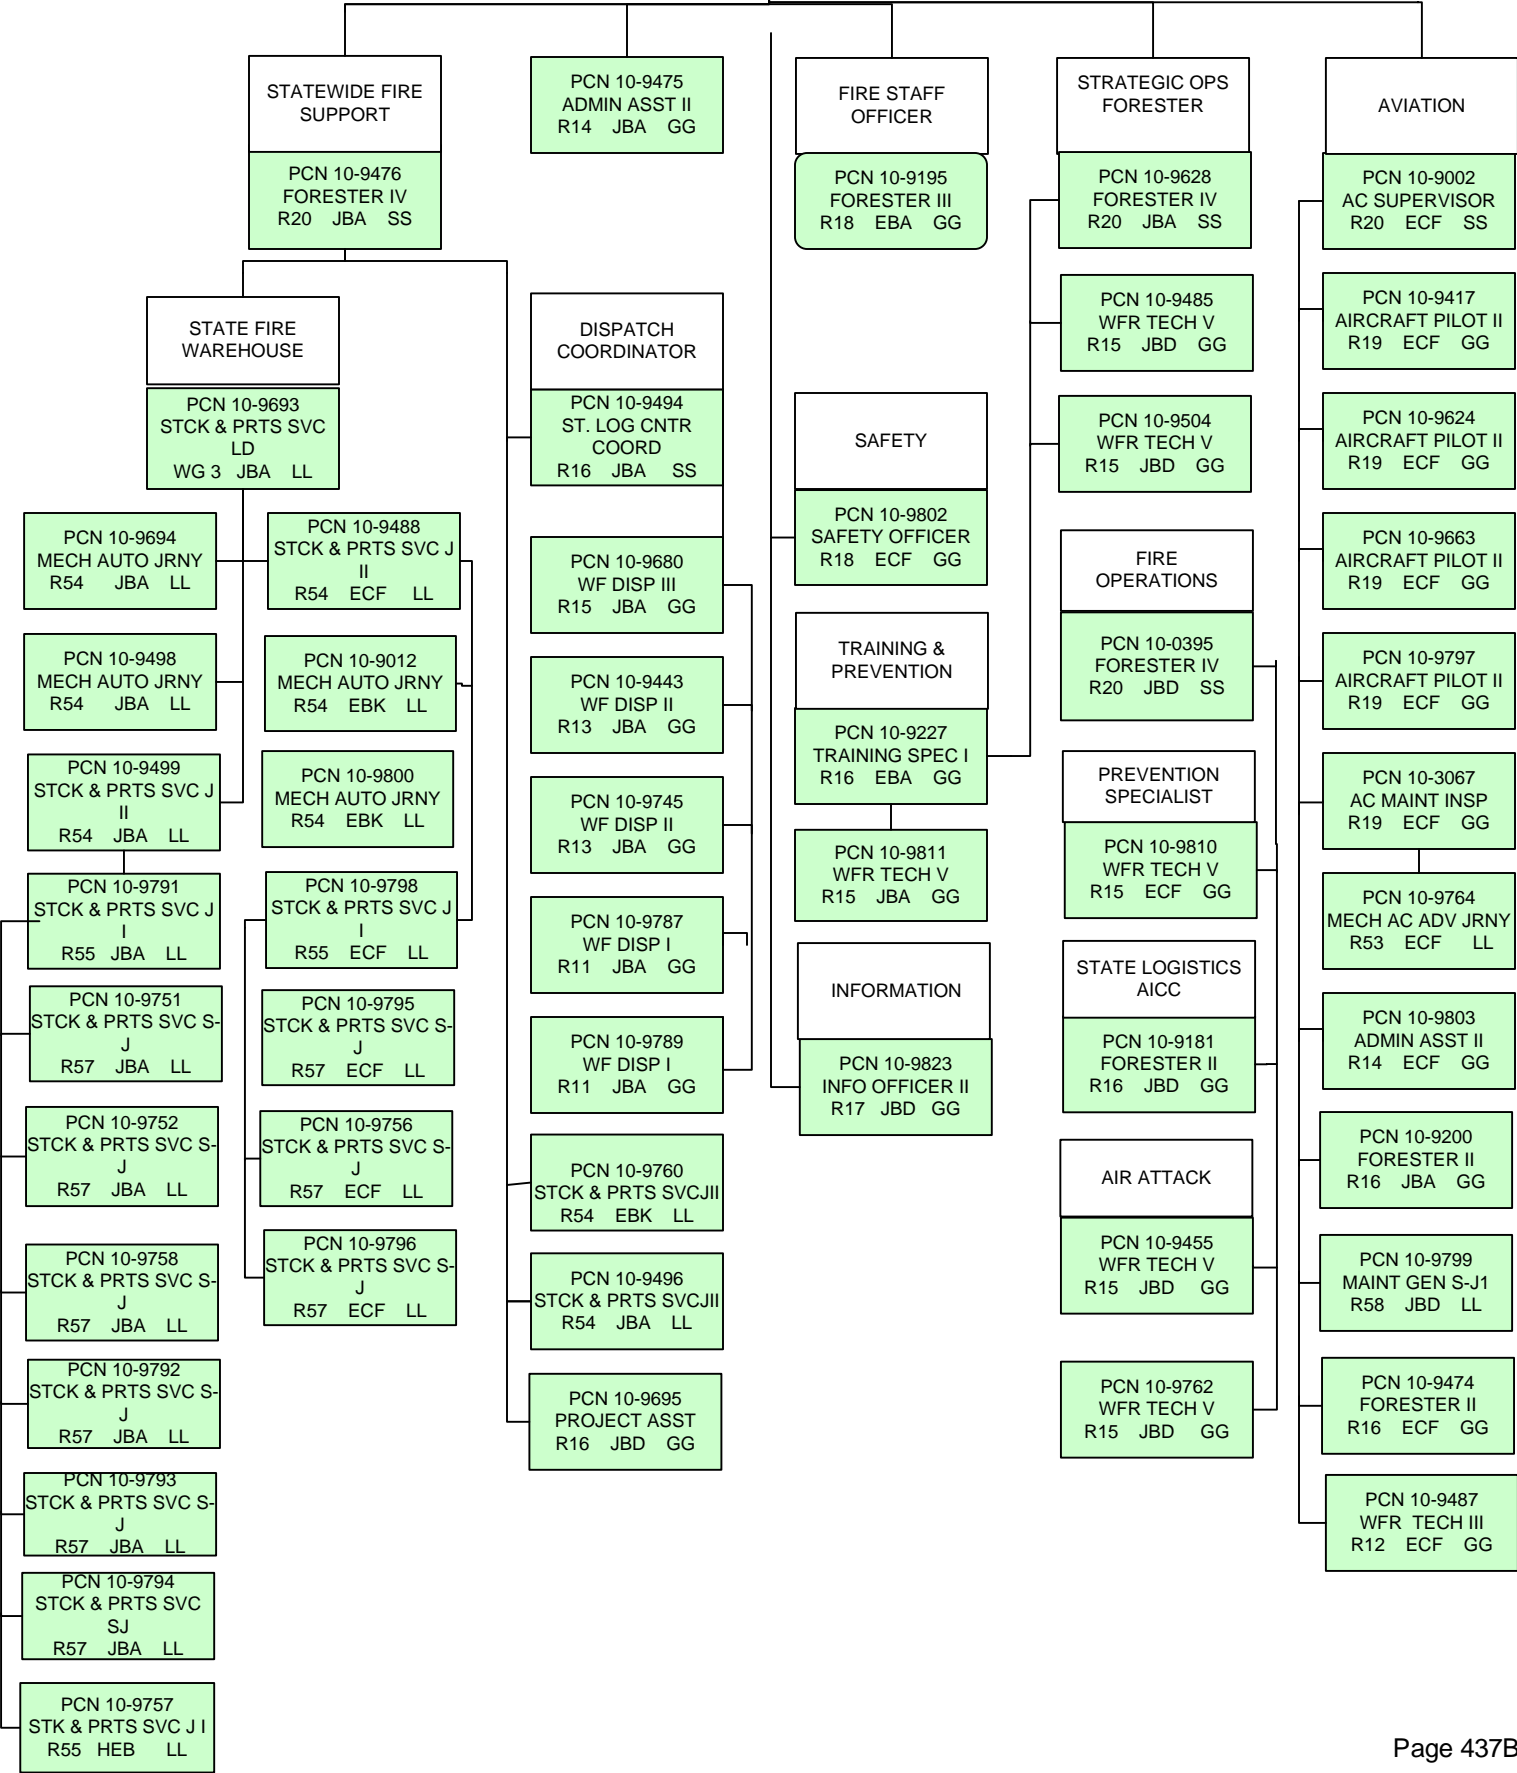 STATEWIDE FIRE
SUPPORT
PCN 10-9476
FORESTER IV
R20 JBA SS
STATE FIRE
WAREHOUSE
PCN 10-9693
STCK & PRTS SVC
LD
WG 3 JBA LL
PCN 10-9694
MECH AUTO JRNY
R54 JBA LL
PCN 10-9498
MECH AUTO JRNY
R54 JBA LL
PCN 10-9499
STCK & PRTS SVC J
II
R54 JBA LL
PCN 10-9791
STCK & PRTS SVC J
I
R55 JBA LL
PCN 10-9751
STCK & PRTS SVC S-
J
R57 JBA LL
PCN 10-9752
STCK & PRTS SVC S-
J
R57 JBA LL
PCN 10-9758
STCK & PRTS SVC S-
J
R57 JBA LL
PCN 10-9792
STCK & PRTS SVC S-
J
R57 JBA LL
PCN 10-9793
STCK & PRTS SVC S-
J
R57 JBA LL
PCN 10-9794
STCK & PRTS SVC
SJ
R57 JBA LL
PCN 10-9757
STK & PRTS SVC J I
R55 HEB LL
PCN 10-9488
STCK & PRTS SVC J
II
R54 ECF LL
PCN 10-9012
MECH AUTO JRNY
R54 EBK LL
PCN 10-9800
MECH AUTO JRNY
R54 EBK LL
PCN 10-9798
STCK & PRTS SVC J
I
R55 ECF LL
PCN 10-9795
STCK & PRTS SVC S-
J
R57 ECF LL
PCN 10-9756
STCK & PRTS SVC S-
J
R57 ECF LL
PCN 10-9796
STCK & PRTS SVC S-
J
R57 ECF LL
PCN 10-9475
ADMIN ASST II
R14 JBA GG
DISPATCH
COORDINATOR
PCN 10-9494
ST. LOG CNTR
COORD
R16 JBA SS
PCN 10-9680
WF DISP III
R15 JBA GG
PCN 10-9443
WF DISP II
R13 JBA GG
PCN 10-9745
WF DISP II
R13 JBA GG
PCN 10-9787
WF DISP I
R11 JBA GG
PCN 10-9789
WF DISP I
R11 JBA GG
PCN 10-9760
STCK & PRTS SVCJII
R54 EBK LL
PCN 10-9496
STCK & PRTS SVCJII
R54 JBA LL
PCN 10-9695
PROJECT ASST
R16 JBD GG
FIRE STAFF
OFFICER
PCN 10-9195
FORESTER III
R18 EBA GG
SAFETY
PCN 10-9802
SAFETY OFFICER
R18 ECF GG
TRAINING &
PREVENTION
PCN 10-9227
TRAINING SPEC I
R16 EBA GG
PCN 10-9811
WFR TECH V
R15 JBA GG
INFORMATION
PCN 10-9823
INFO OFFICER II
R17 JBD GG
STRATEGIC OPS
FORESTER
PCN 10-9628
FORESTER IV
R20 JBA SS
PCN 10-9485
WFR TECH V
R15 JBD GG
PCN 10-9504
WFR TECH V
R15 JBD GG
FIRE
OPERATIONS
PCN 10-0395
FORESTER IV
R20 JBD SS
PREVENTION
SPECIALIST
PCN 10-9810
WFR TECH V
R15 ECF GG
STATE LOGISTICS
AICC
PCN 10-9181
FORESTER II
R16 JBD GG
AIR ATTACK
PCN 10-9455
WFR TECH V
R15 JBD GG
PCN 10-9762
WFR TECH V
R15 JBD GG
AVIATION
PCN 10-9002
AC SUPERVISOR
R20 ECF SS
PCN 10-9417
AIRCRAFT PILOT II
R19 ECF GG
PCN 10-9624
AIRCRAFT PILOT II
R19 ECF GG
PCN 10-9663
AIRCRAFT PILOT II
R19 ECF GG
PCN 10-9797
AIRCRAFT PILOT II
R19 ECF GG
PCN 10-3067
AC MAINT INSP
R19 ECF GG
PCN 10-9764
MECH AC ADV JRNY
R53 ECF LL
PCN 10-9803
ADMIN ASST II
R14 ECF GG
PCN 10-9200
FORESTER II
R16 JBA GG
PCN 10-9799
MAINT GEN S-J1
R58 JBD LL
PCN 10-9474
FORESTER II
R16 ECF GG
PCN 10-9487
WFR TECH III
R12 ECF GG
Page 437B